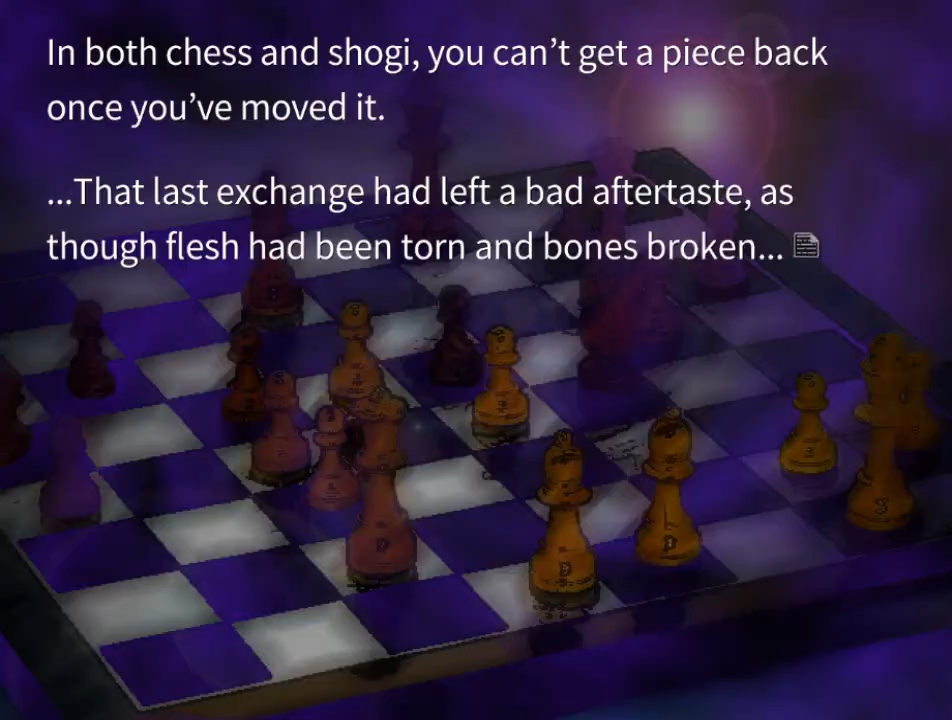 In both chess and shogi, you can’t get a piece back
once you’ve moved it.
...That last exchange had left a bad aftertaste, as
though flesh had been torn and bones broken...